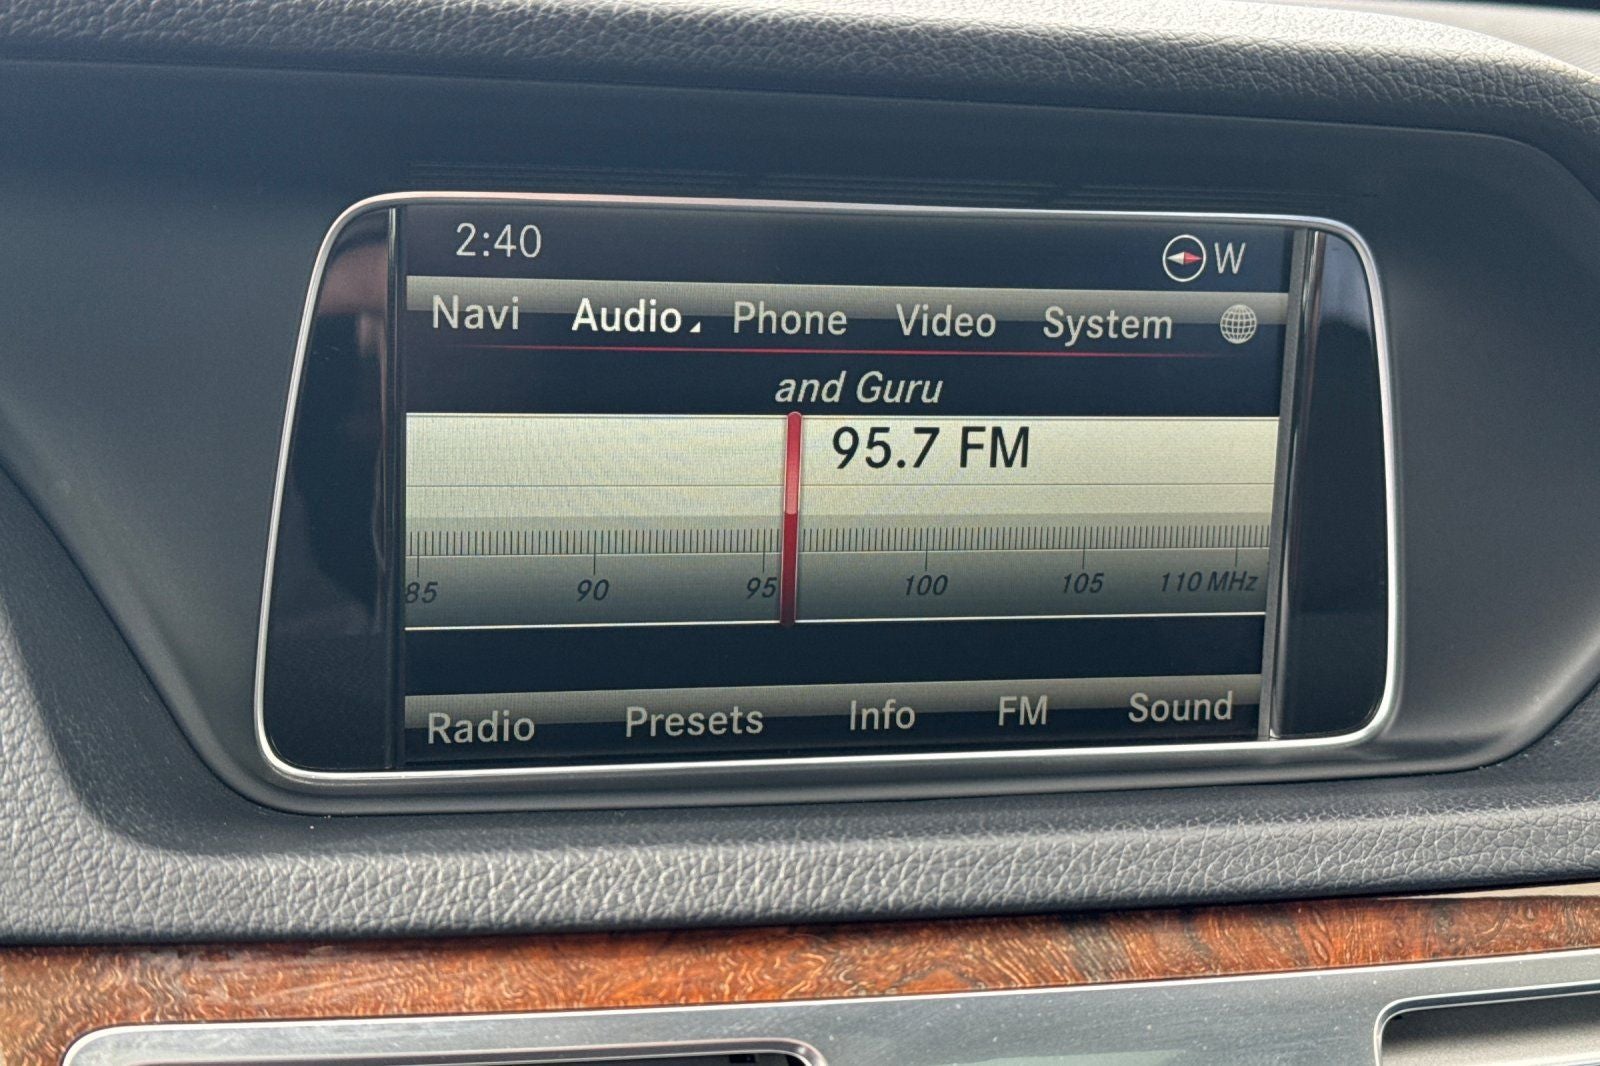 2:40 W
Navi Audio Phone Video System
and Guru
95.7 FM
85 90 95 100 105 110 MHz
Radio Presets Info FM Sound